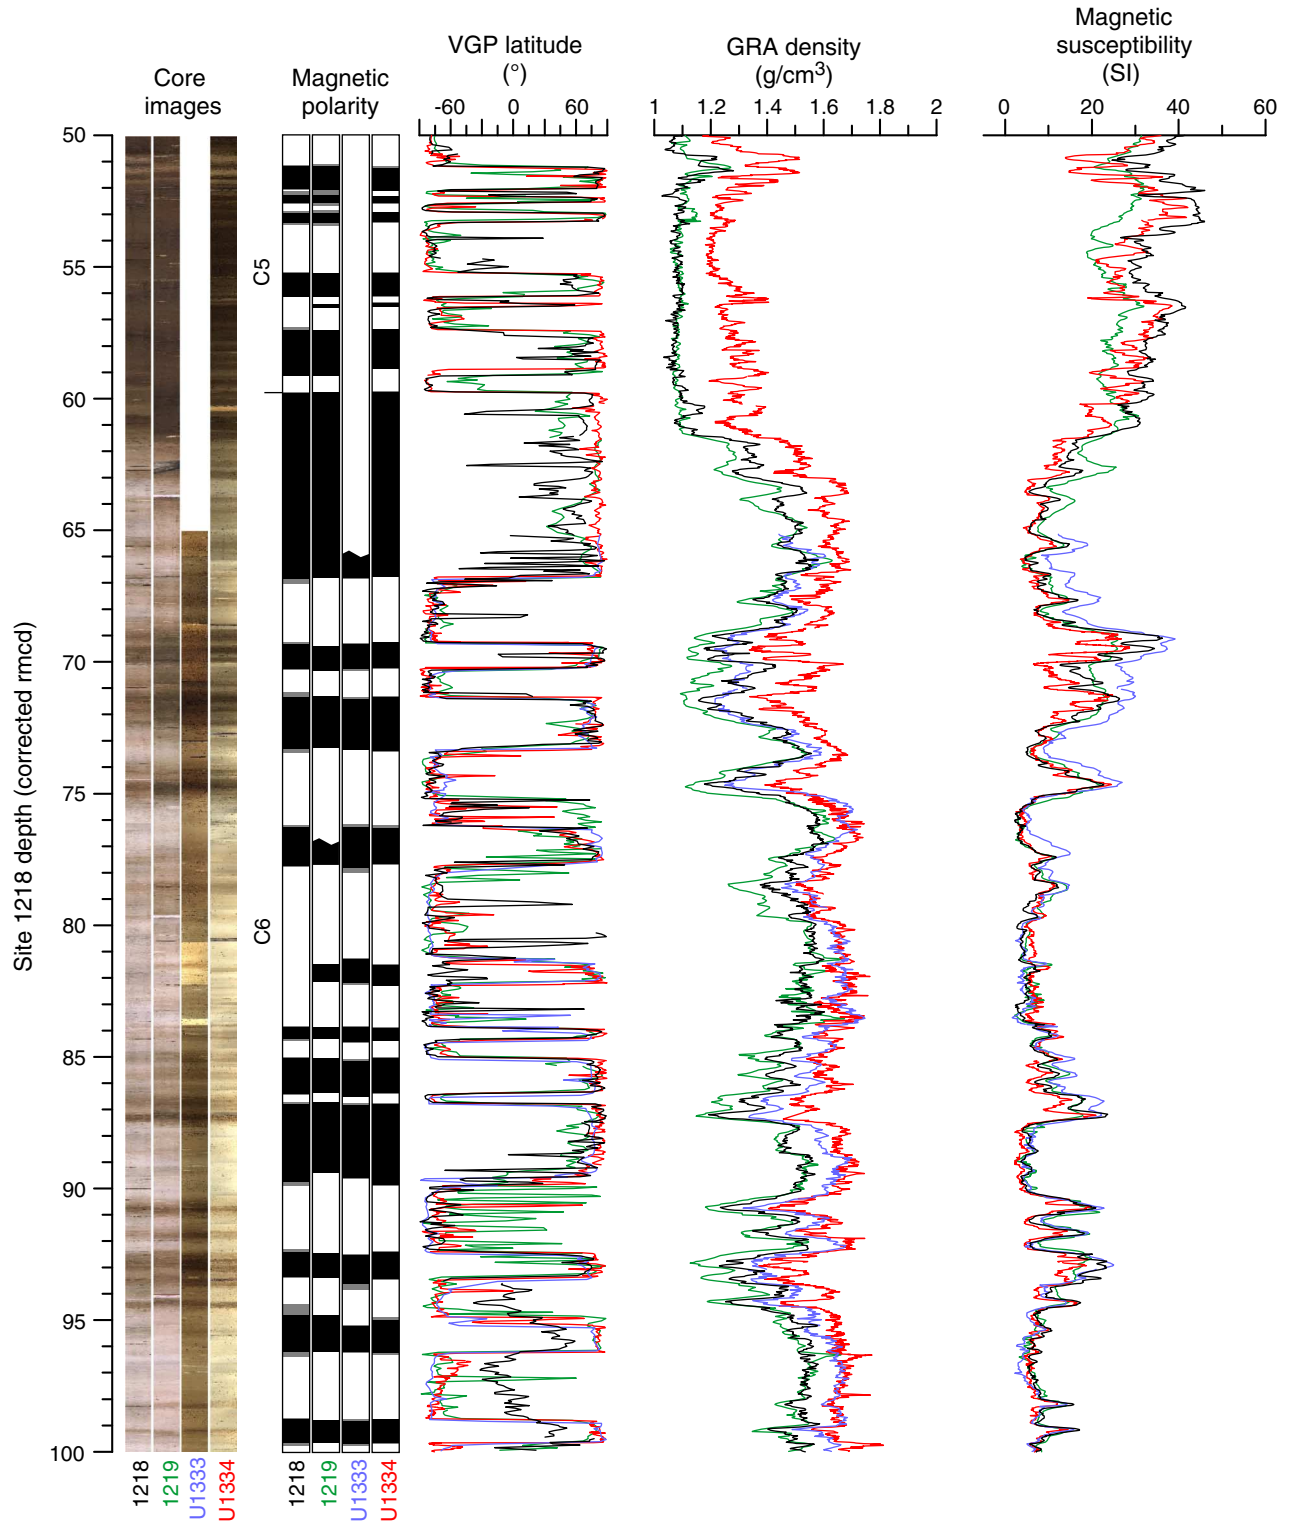 Core
images
Magnetic
polarity
VGP latitude
(°)
GRA density
(g/cm3)
Magnetic
susceptibility
(SI)
-60 0 60
1 1.2 1.4 1.6 1.8 2
0 20 40 60
Site 1218 depth (corrected rmcd)
50
55
60
65
70
75
80
85
90
95
100
C5
C6
1218
1219
U1333
U1334
1218
1219
U1333
U1334